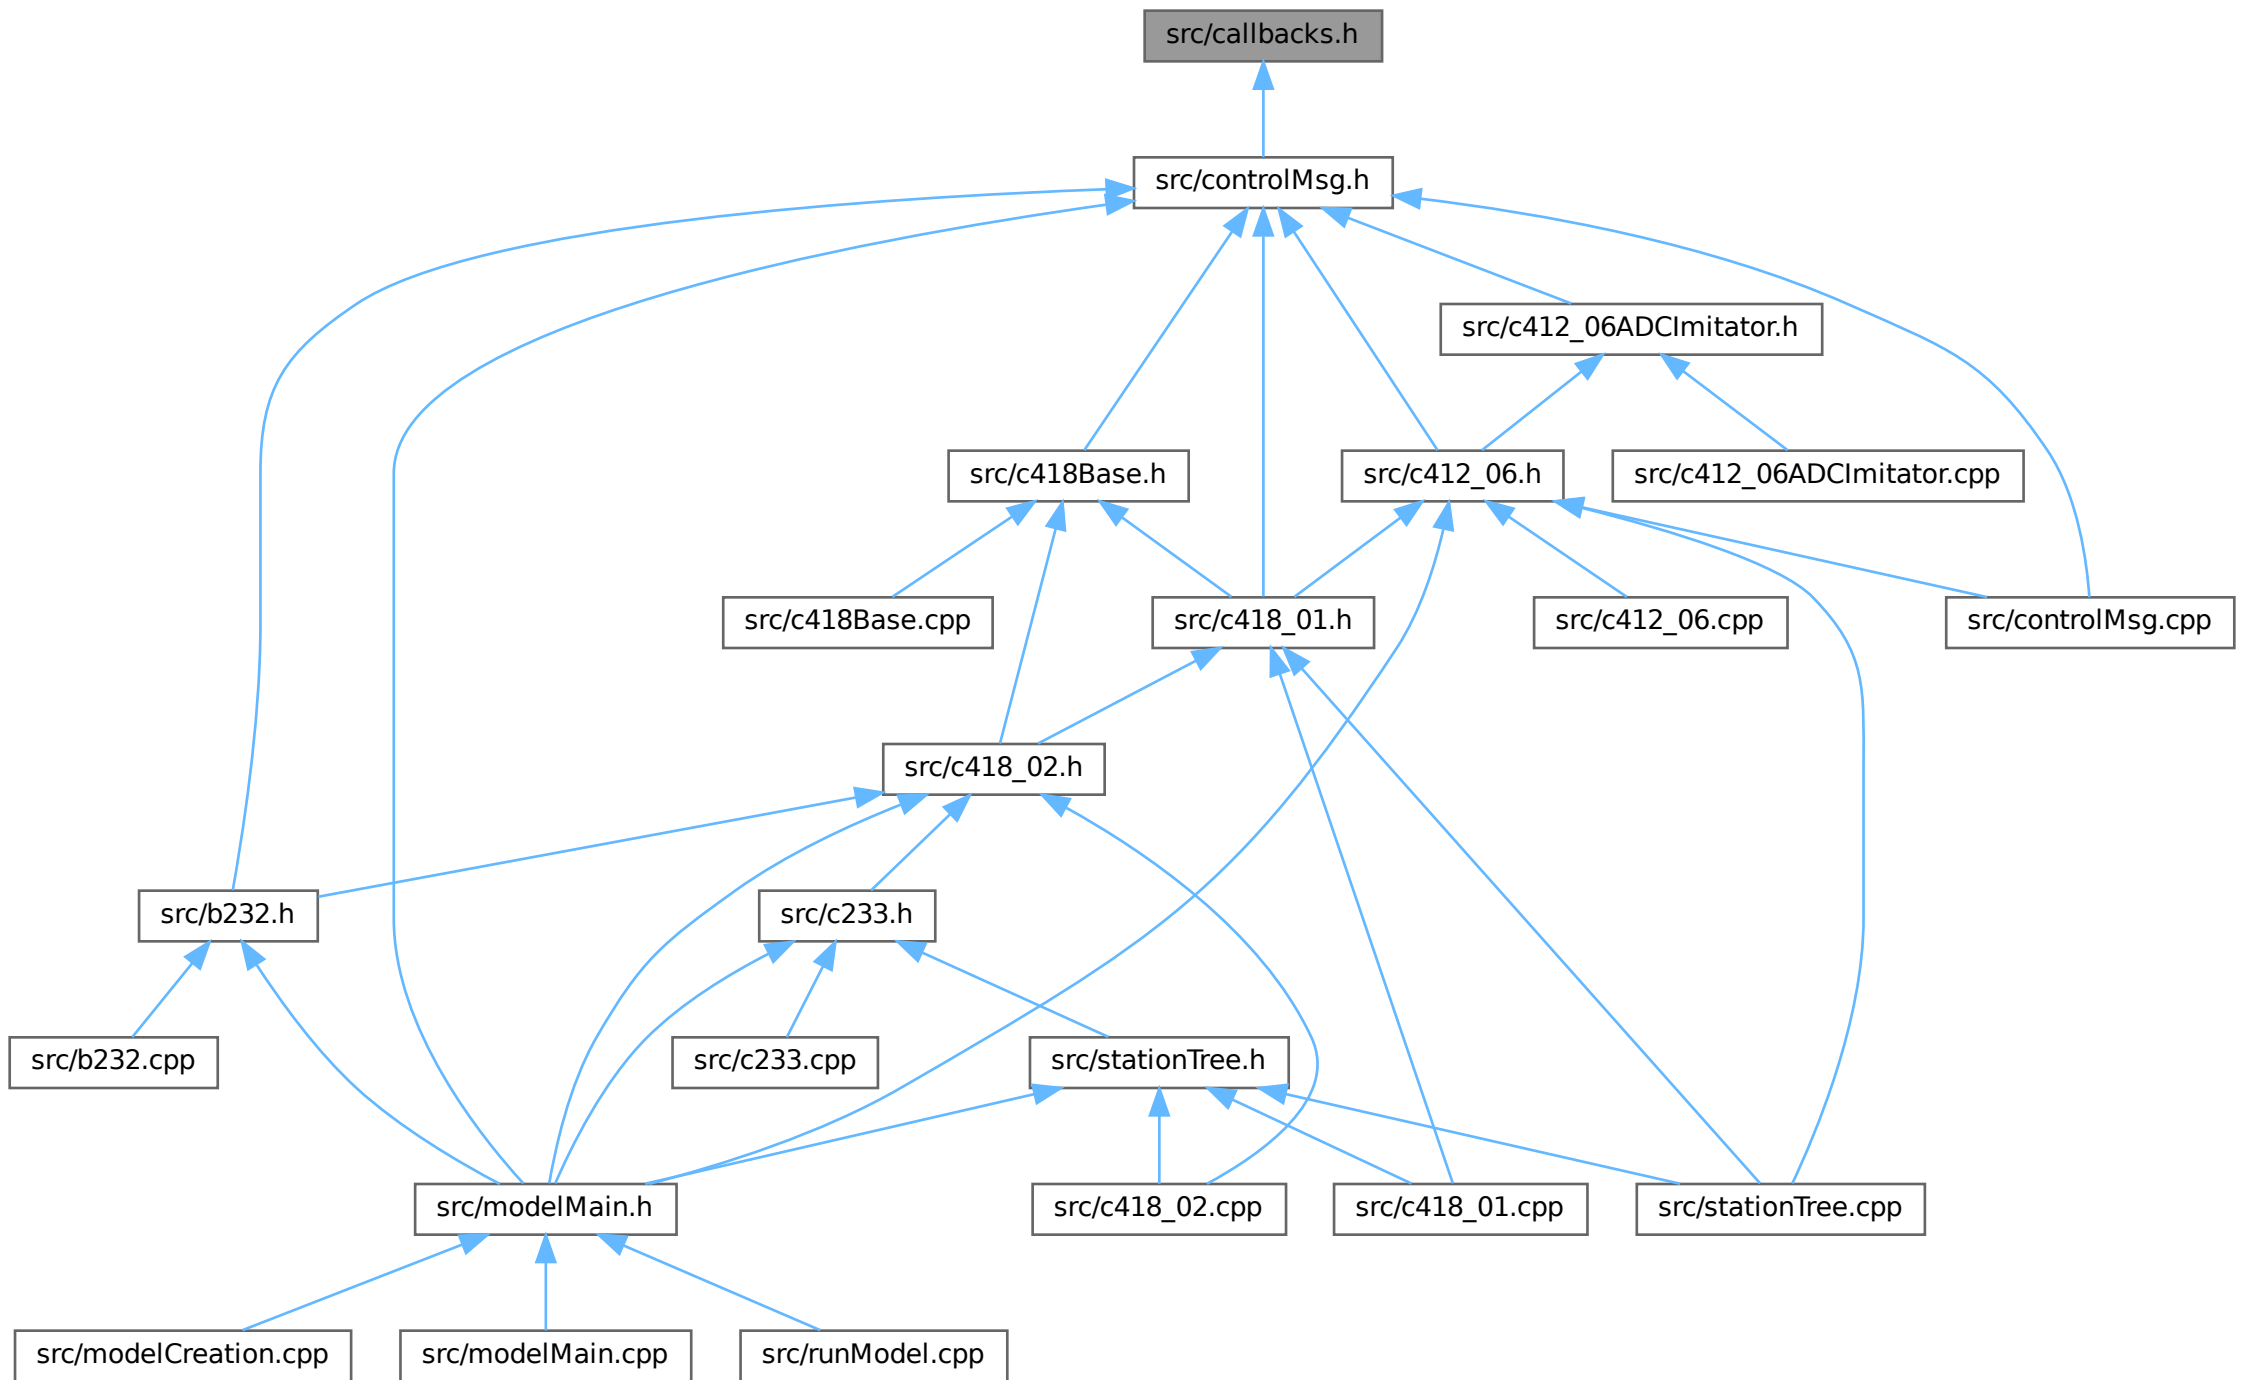 src/callbacks.h
src/controlMsg.h
src/c412_06ADCImitator.h
src/c418Base.h
src/c412_06.h
src/c412_06ADCImitator.cpp
src/c418Base.cpp
src/c418_01.h
src/c412_06.cpp
src/controlMsg.cpp
src/c418_02.h
src/b232.h
src/c233.h
src/b232.cpp
src/c233.cpp
src/stationTree.h
src/modelMain.h
src/c418_02.cpp
src/c418_01.cpp
src/stationTree.cpp
src/modelCreation.cpp
src/modelMain.cpp
src/runModel.cpp